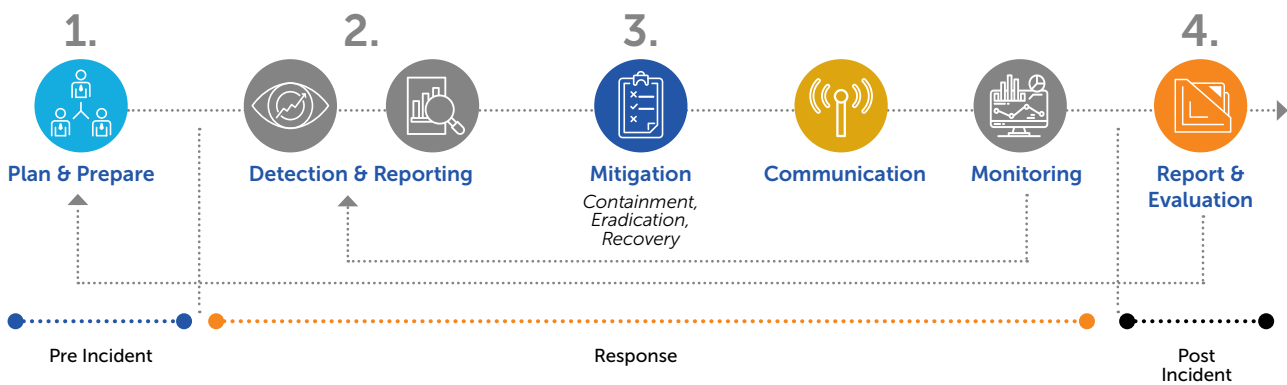 1.
2.
3.
4.
Plan & Prepare
Detection & Reporting
Mitigation
Containment,
Eradication,
Recovery
Communication
Monitoring
Report &
Evaluation
Pre Incident
Response
Post
Incident